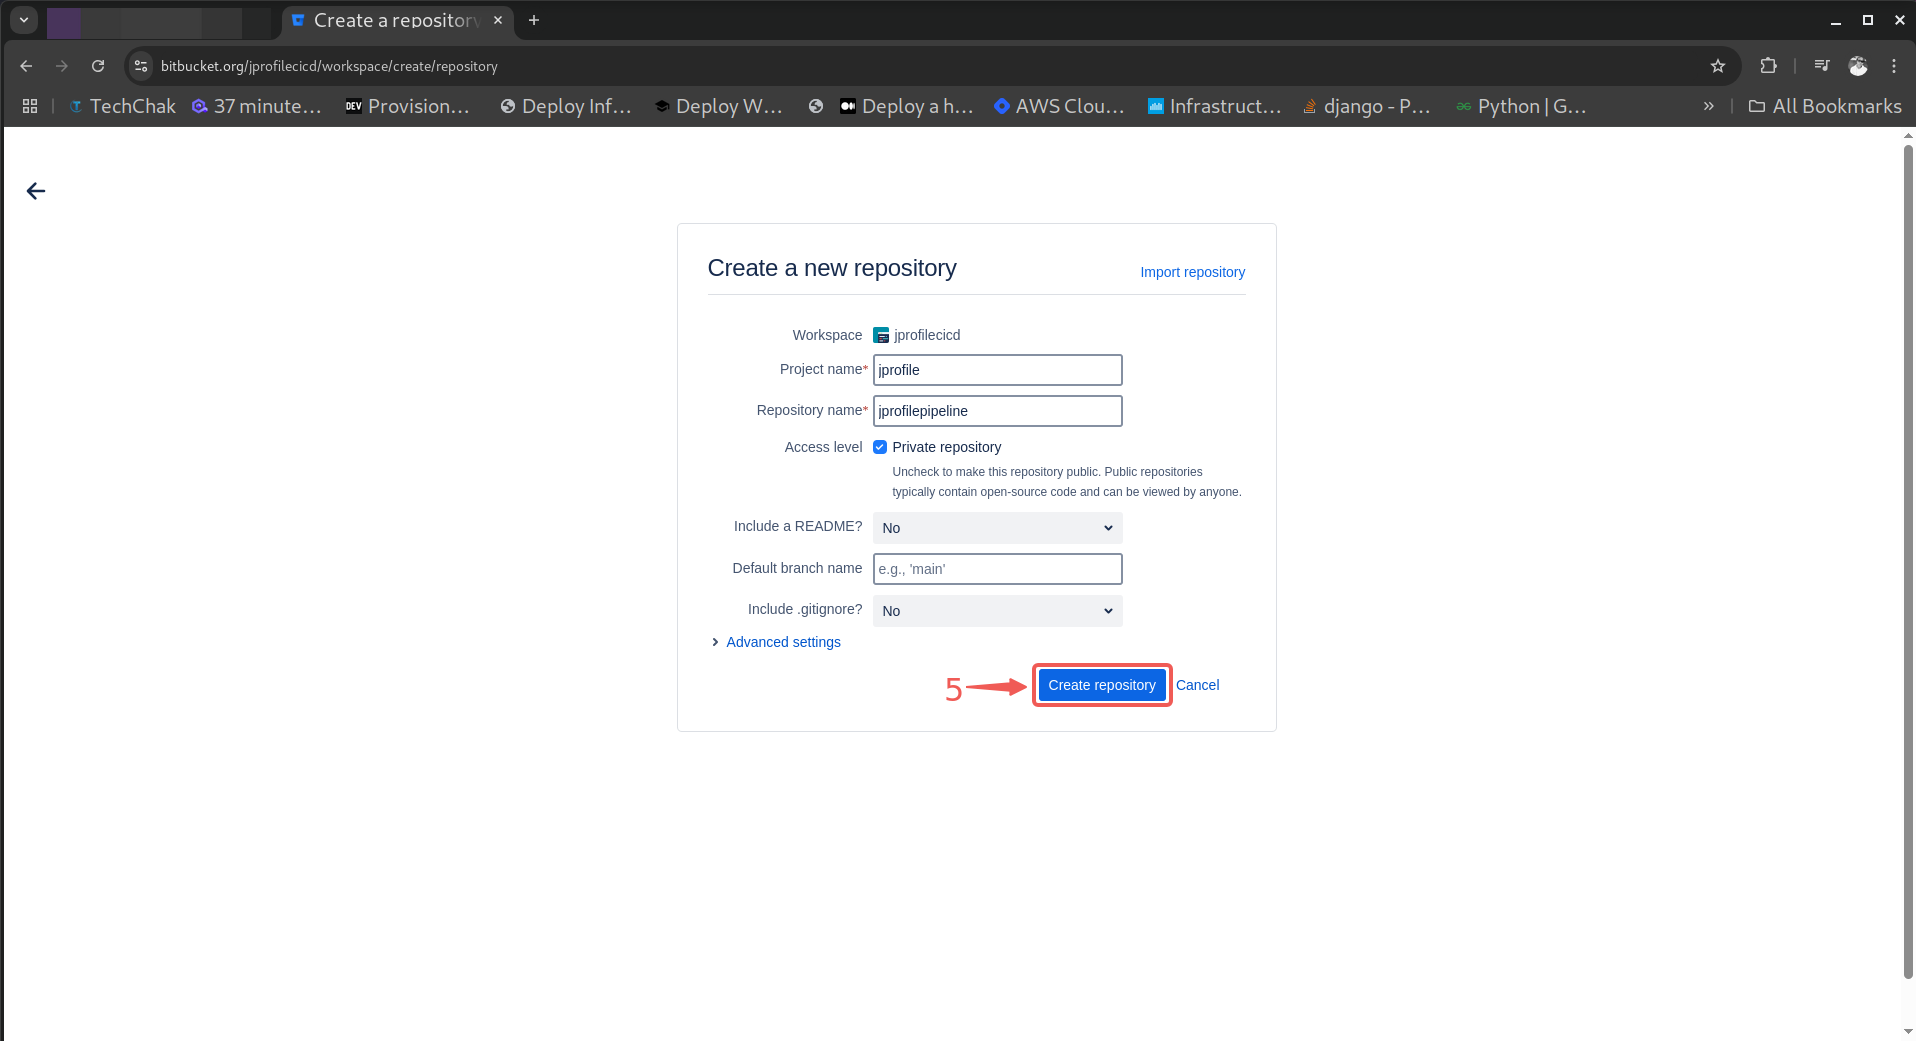 Create a repository
bitbucket.org/jprofilecicd/workspace/create/repository
TechChak 37 minute... DEV Provision... Deploy Inf... Deploy W... Deploy a h... AWS Clou... Infrastruct... django - P... Python | G... » All Bookmarks
Create a new repository Import repository
Workspace jprofilecicd
Project name* jprofile
Repository name* jprofilepipeline
Access level Private repository
Uncheck to make this repository public. Public repositories
typically contain open-source code and can be viewed by anyone.
Include a README? No
Default branch name e.g., 'main'
Include .gitignore? No
Advanced settings
5 Create repository Cancel